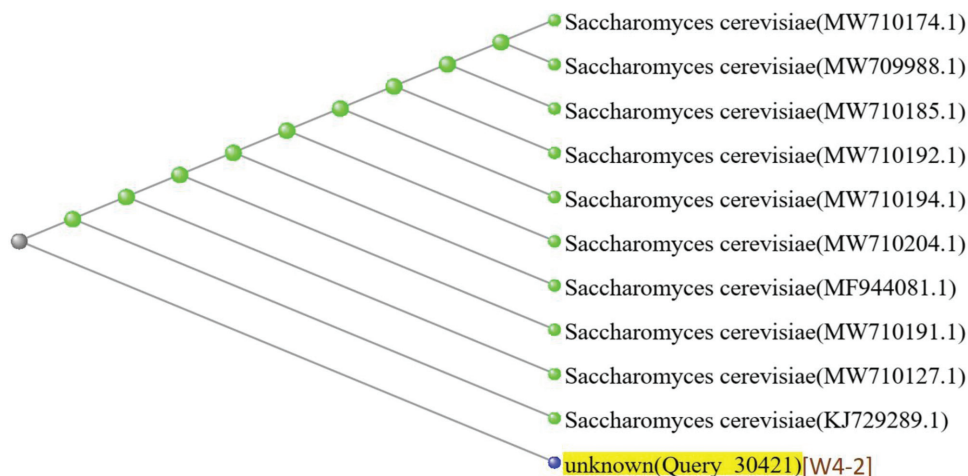 Saccharomyces cerevisiae(MW710174.1)
Saccharomyces cerevisiae(MW709988.1)
Saccharomyces cerevisiae(MW710185.1)
Saccharomyces cerevisiae(MW710192.1)
Saccharomyces cerevisiae(MW710194.1)
Saccharomyces cerevisiae(MW710204.1)
Saccharomyces cerevisiae(MF944081.1)
Saccharomyces cerevisiae(MW710191.1)
Saccharomyces cerevisiae(MW710127.1)
Saccharomyces cerevisiae(KJ729289.1)
unknown(Query 30421)[W4-2]